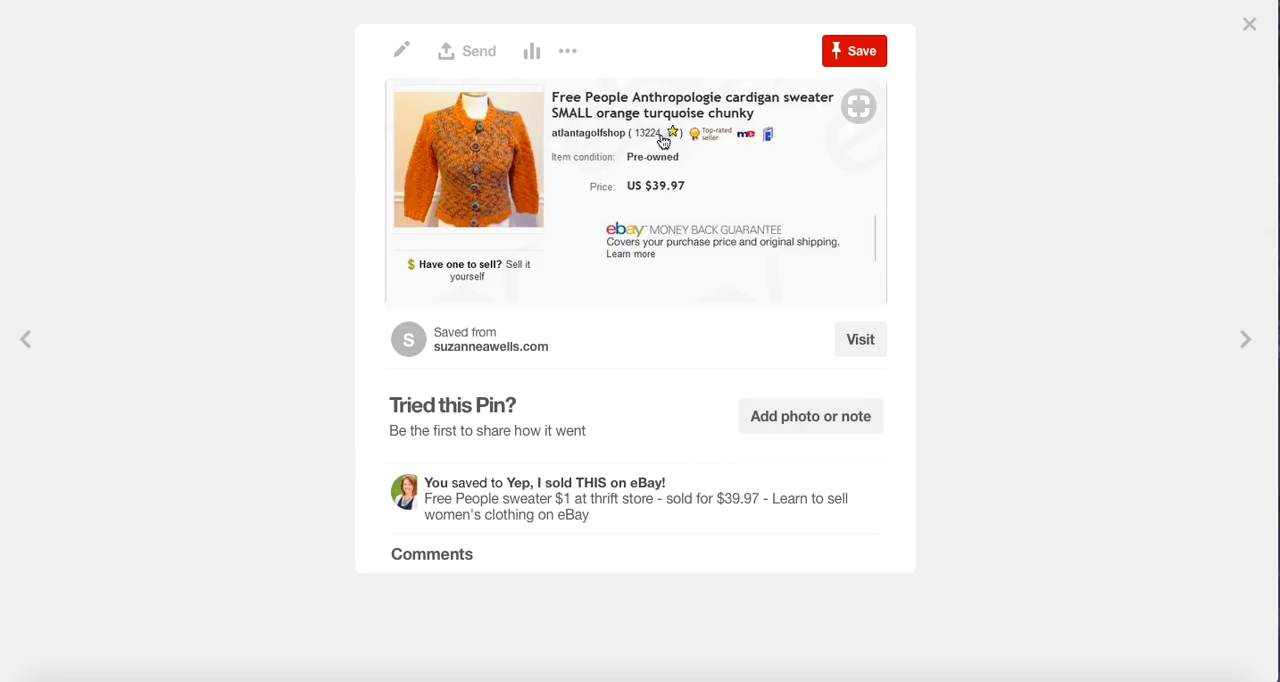 Send
Save
Free People Anthropologie cardigan sweater
SMALL orange turquoise chunky
atlantagolfshop ( 13224 ) Top-rated seller me
Item condition: Pre-owned
Price: US $39.97
ebay MONEY BACK GUARANTEE
Covers your purchase price and original shipping.
Learn more
$ Have one to sell? Sell it
yourself
S
Saved from
suzanneawells.com
Visit
Tried this Pin?
Be the first to share how it went
Add photo or note
You saved to Yep, I sold THIS on eBay!
Free People sweater $1 at thrift store - sold for $39.97 - Learn to sell
women's clothing on eBay
Comments